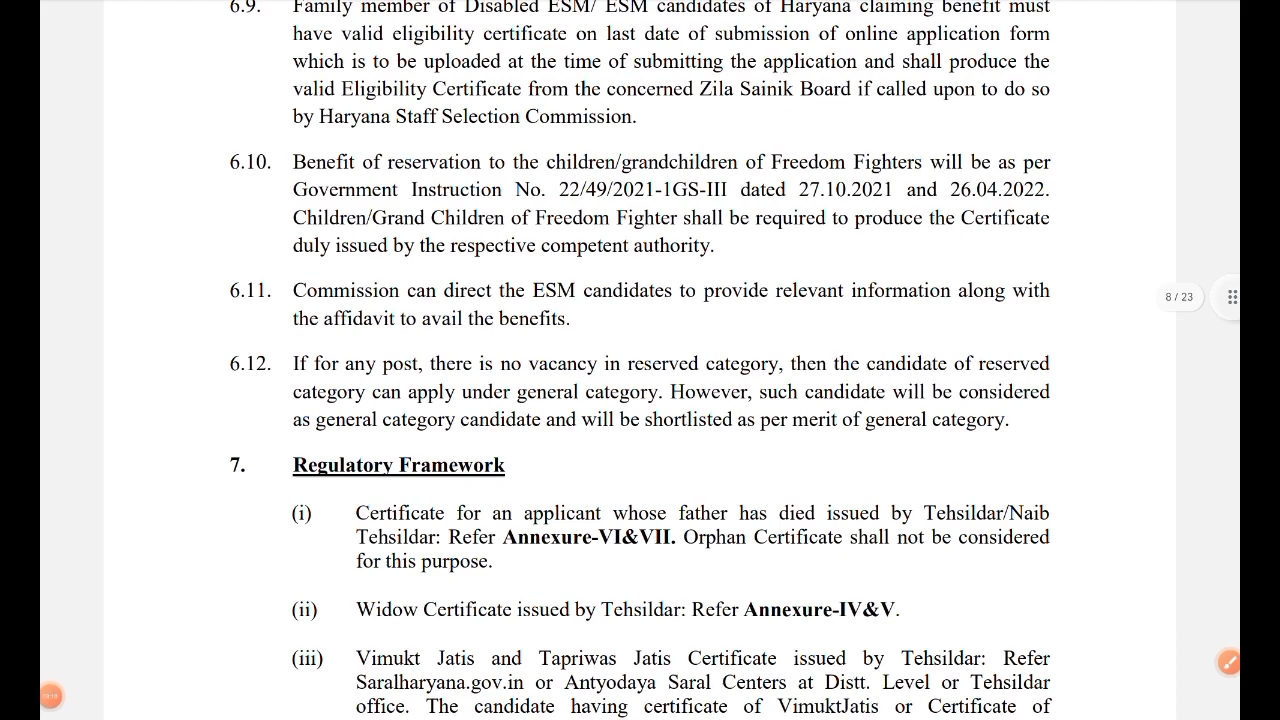 6.9. Family member of Disabled ESM/ ESM candidates of Haryana claiming benefit must
have valid eligibility certificate on last date of submission of online application form
which is to be uploaded at the time of submitting the application and shall produce the
valid Eligibility Certificate from the concerned Zila Sainik Board if called upon to do so
by Haryana Staff Selection Commission.
6.10. Benefit of reservation to the children/grandchildren of Freedom Fighters will be as per
Government Instruction No. 22/49/2021-1GS-III dated 27.10.2021 and 26.04.2022.
Children/Grand Children of Freedom Fighter shall be required to produce the Certificate
duly issued by the respective competent authority.
6.11. Commission can direct the ESM candidates to provide relevant information along with
the affidavit to avail the benefits.
8 / 23
6.12. If for any post, there is no vacancy in reserved category, then the candidate of reserved
category can apply under general category. However, such candidate will be considered
as general category candidate and will be shortlisted as per merit of general category.
7. Regulatory Framework
(i) Certificate for an applicant whose father has died issued by Tehsildar/Naib
Tehsildar: Refer Annexure-VI&VII. Orphan Certificate shall not be considered
for this purpose.
(ii) Widow Certificate issued by Tehsildar: Refer Annexure-IV&V.
(iii) Vimukt Jatis and Tapriwas Jatis Certificate issued by Tehsildar: Refer
Saralharyana.gov.in or Antyodaya Saral Centers at Distt. Level or Tehsildar
office. The candidate having certificate of VimuktJatis or Certificate of